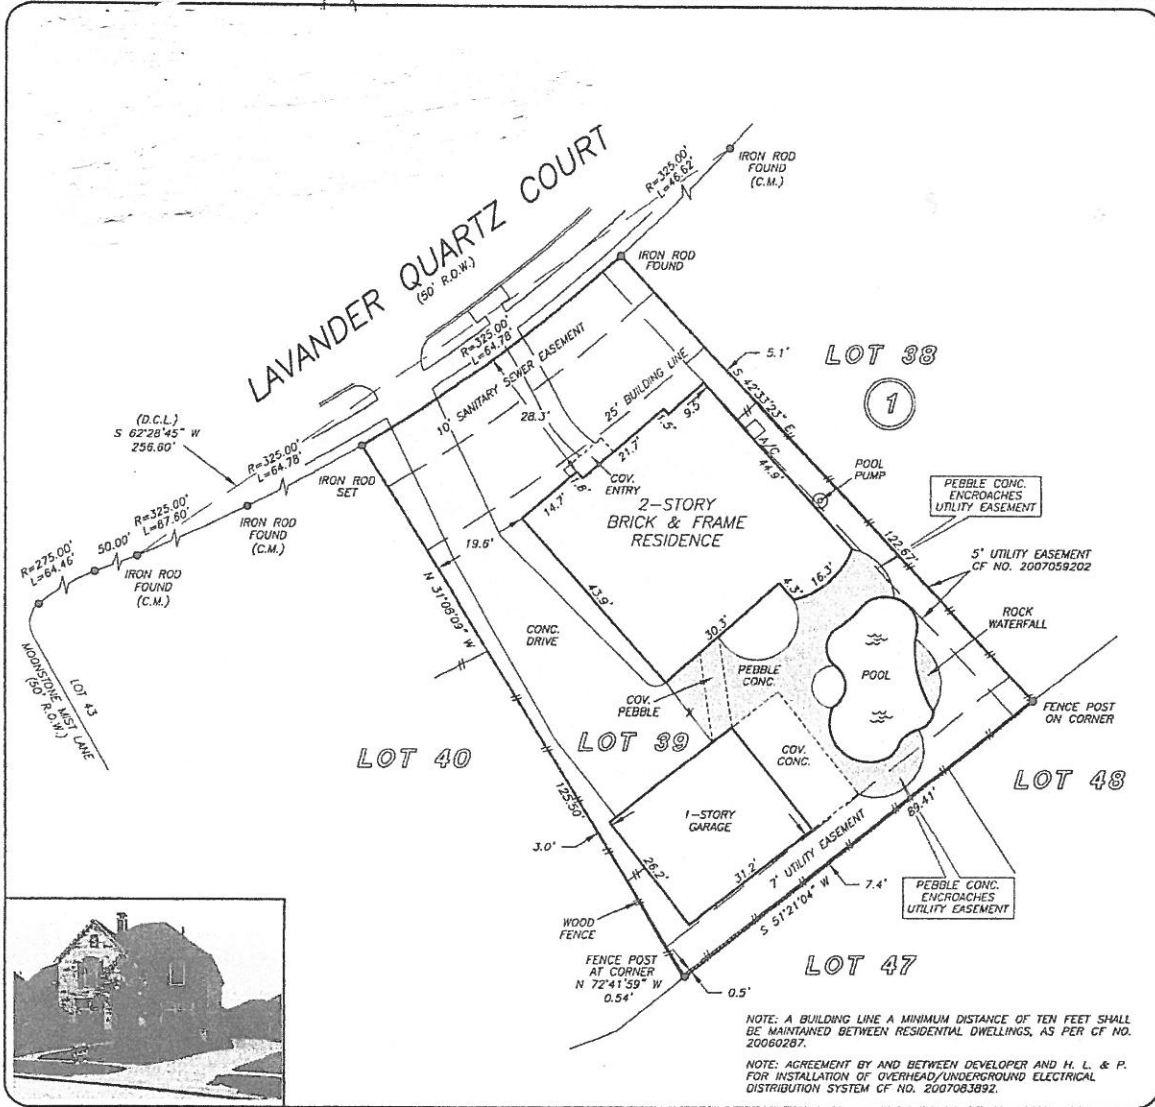 LAVANDER QUARTZ COURT
(50' R.O.W.)
R=325.00'
L=46.62'
IRON ROD
FOUND
(C.M.)
IRON ROD
FOUND
R=325.00'
L=64.78'
10' SANITARY SEWER EASEMENT
25' BUILDING LINE
28.3'
5.1'
LOT 38
1
S 42°33'23" E
(D.C.L.)
S 62°28'45" W
256.60'
R=325.00'
L=64.78'
IRON ROD
SET
R=325.00'
L=67.60'
IRON ROD
FOUND
(C.M.)
50.00'
R=275.00'
L=64.46'
IRON ROD
FOUND
(C.M.)
MOONSTONE MIST LANE
(50' R.O.W.)
LOT 43
9.5'
1.5'
21.7'
COV.
ENTRY
1.8'
14.7'
A/C
44.9'
POOL
PUMP
2-STORY
BRICK & FRAME
RESIDENCE
PEBBLE CONC.
ENCROACHES
UTILITY EASEMENT
122.67'
5' UTILITY EASEMENT
CF NO. 2007059202
19.6'
N 31°08'09" W
43.9'
4.3'
16.3'
30.3'
ROCK
WATERFALL
CONC.
DRIVE
PEBBLE
CONC.
POOL
COV.
PEBBLE
FENCE POST
ON CORNER
LOT 40
LOT 39
COV.
CONC.
LOT 48
125.50'
1-STORY
GARAGE
89.41'
3.0'
26.2'
31.2'
7' UTILITY EASEMENT
7.4'
S 51°21'04" W
PEBBLE CONC.
ENCROACHES
UTILITY EASEMENT
WOOD
FENCE
FENCE POST
AT CORNER
N 72°41'59" W
0.54'
0.5'
LOT 47
NOTE: A BUILDING LINE A MINIMUM DISTANCE OF TEN FEET SHALL
BE MAINTAINED BETWEEN RESIDENTIAL DWELLINGS, AS PER CF NO.
20060287.
NOTE: AGREEMENT BY AND BETWEEN DEVELOPER AND H. L. & P.
FOR INSTALLATION OF OVERHEAD/UNDERGROUND ELECTRICAL
DISTRIBUTION SYSTEM CF NO. 2007083892.